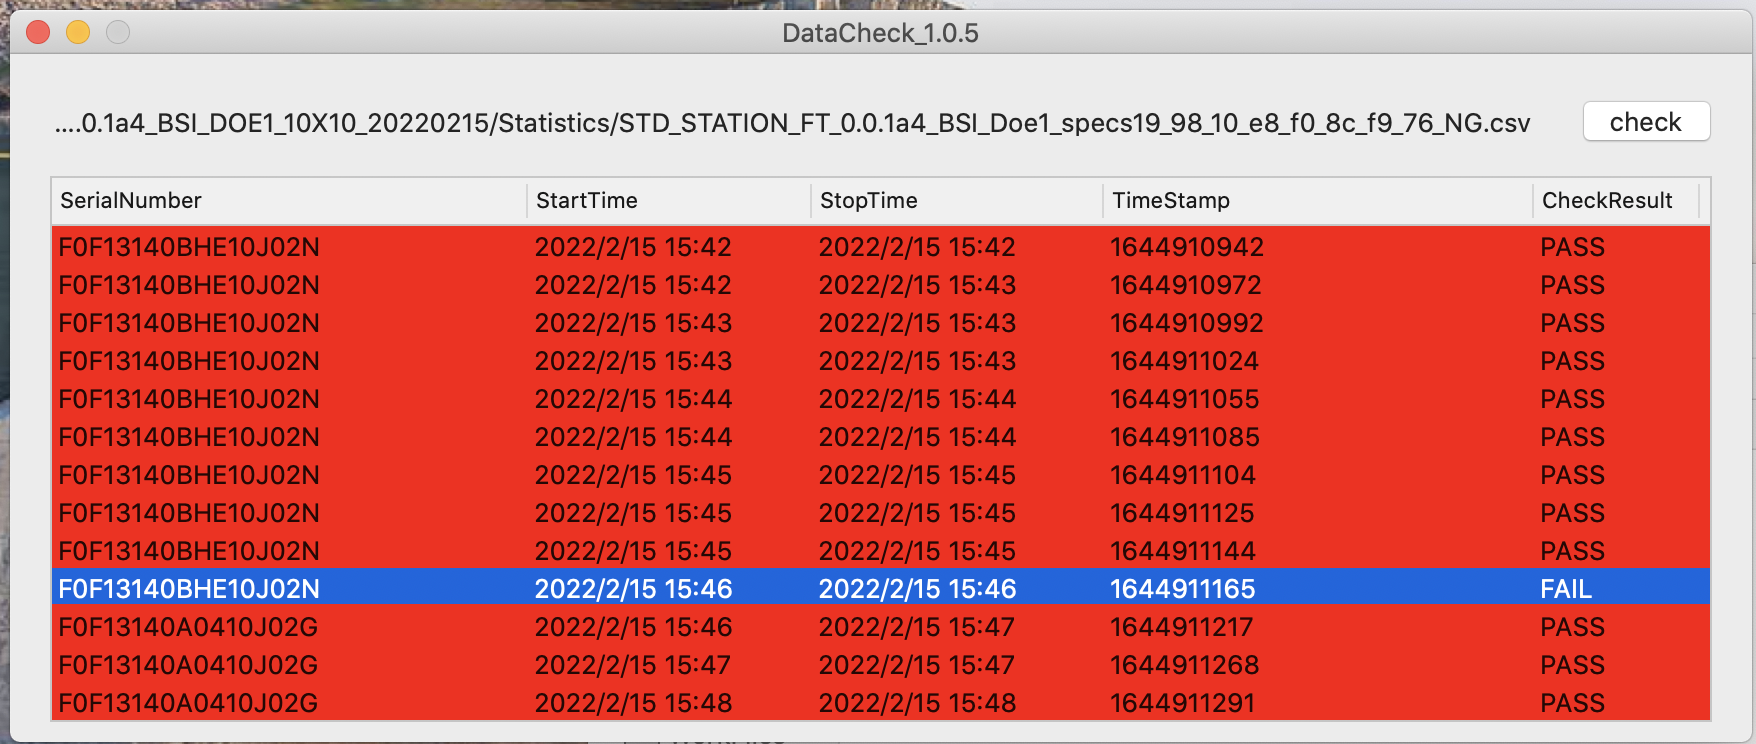 DataCheck_1.0.5
....0.1a4_BSI_DOE1_10X10_20220215/Statistics/STD_STATION_FT_0.0.1a4_BSI_Doe1_specs19_98_10_e8_f0_8c_f9_76_NG.csv check
SerialNumber StartTime StopTime TimeStamp CheckResult
F0F13140BHE10J02N 2022/2/15 15:42 2022/2/15 15:42 1644910942 PASS
F0F13140BHE10J02N 2022/2/15 15:42 2022/2/15 15:43 1644910972 PASS
F0F13140BHE10J02N 2022/2/15 15:43 2022/2/15 15:43 1644910992 PASS
F0F13140BHE10J02N 2022/2/15 15:43 2022/2/15 15:43 1644911024 PASS
F0F13140BHE10J02N 2022/2/15 15:44 2022/2/15 15:44 1644911055 PASS
F0F13140BHE10J02N 2022/2/15 15:44 2022/2/15 15:44 1644911085 PASS
F0F13140BHE10J02N 2022/2/15 15:45 2022/2/15 15:45 1644911104 PASS
F0F13140BHE10J02N 2022/2/15 15:45 2022/2/15 15:45 1644911125 PASS
F0F13140BHE10J02N 2022/2/15 15:45 2022/2/15 15:45 1644911144 PASS
F0F13140BHE10J02N 2022/2/15 15:46 2022/2/15 15:46 1644911165 FAIL
F0F13140A0410J02G 2022/2/15 15:46 2022/2/15 15:47 1644911217 PASS
F0F13140A0410J02G 2022/2/15 15:47 2022/2/15 15:47 1644911268 PASS
F0F13140A0410J02G 2022/2/15 15:48 2022/2/15 15:48 1644911291 PASS